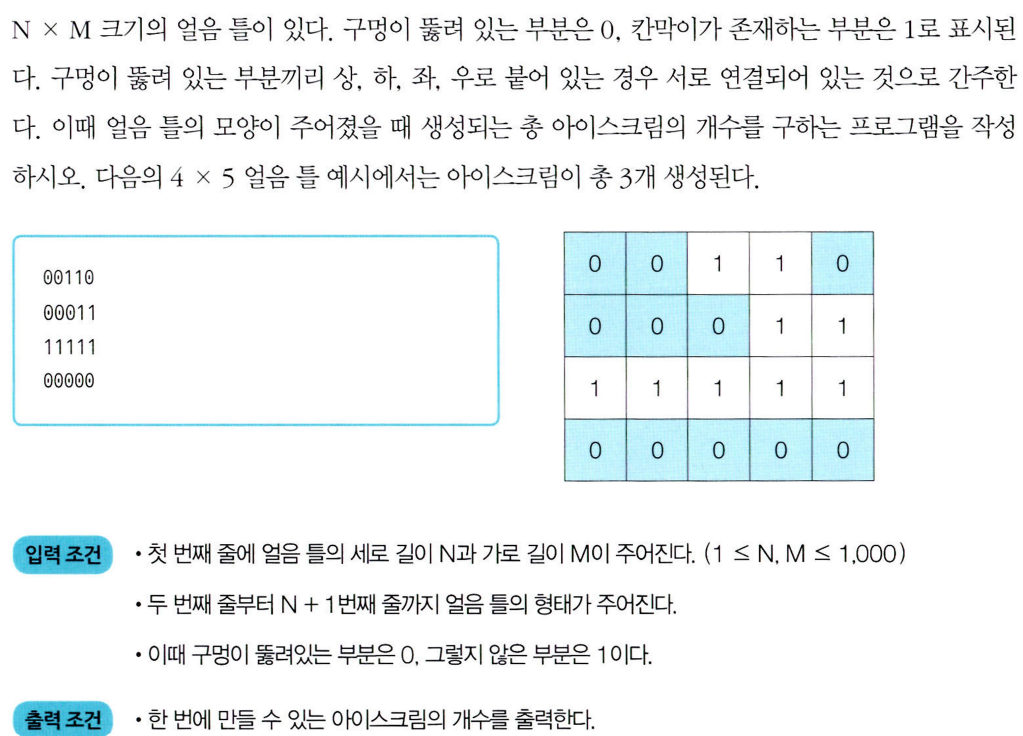 N × M 크기의 얼음 틀이 있다. 구멍이 뚫려 있는 부분은 0, 칸막이가 존재하는 부분은 1로 표시된
다. 구멍이 뚫려 있는 부분끼리 상, 하, 좌, 우로 붙어 있는 경우 서로 연결되어 있는 것으로 간주한
다. 이때 얼음 틀의 모양이 주어졌을 때 생성되는 총 아이스크림의 개수를 구하는 프로그램을 작성
하시오. 다음의 4 × 5 얼음 틀 예시에서는 아이스크림이 총 3개 생성된다.
00110
00011
11111
00000
0 0 1 1 0
0 0 0 1 1
1 1 1 1 1
0 0 0 0 0
입력 조건 • 첫 번째 줄에 얼음 틀의 세로 길이 N과 가로 길이 M이 주어진다. (1 ≤ N, M ≤ 1,000)
• 두 번째 줄부터 N + 1번째 줄까지 얼음 틀의 형태가 주어진다.
• 이때 구멍이 뚫려있는 부분은 0, 그렇지 않은 부분은 1이다.
출력 조건 • 한 번에 만들 수 있는 아이스크림의 개수를 출력한다.